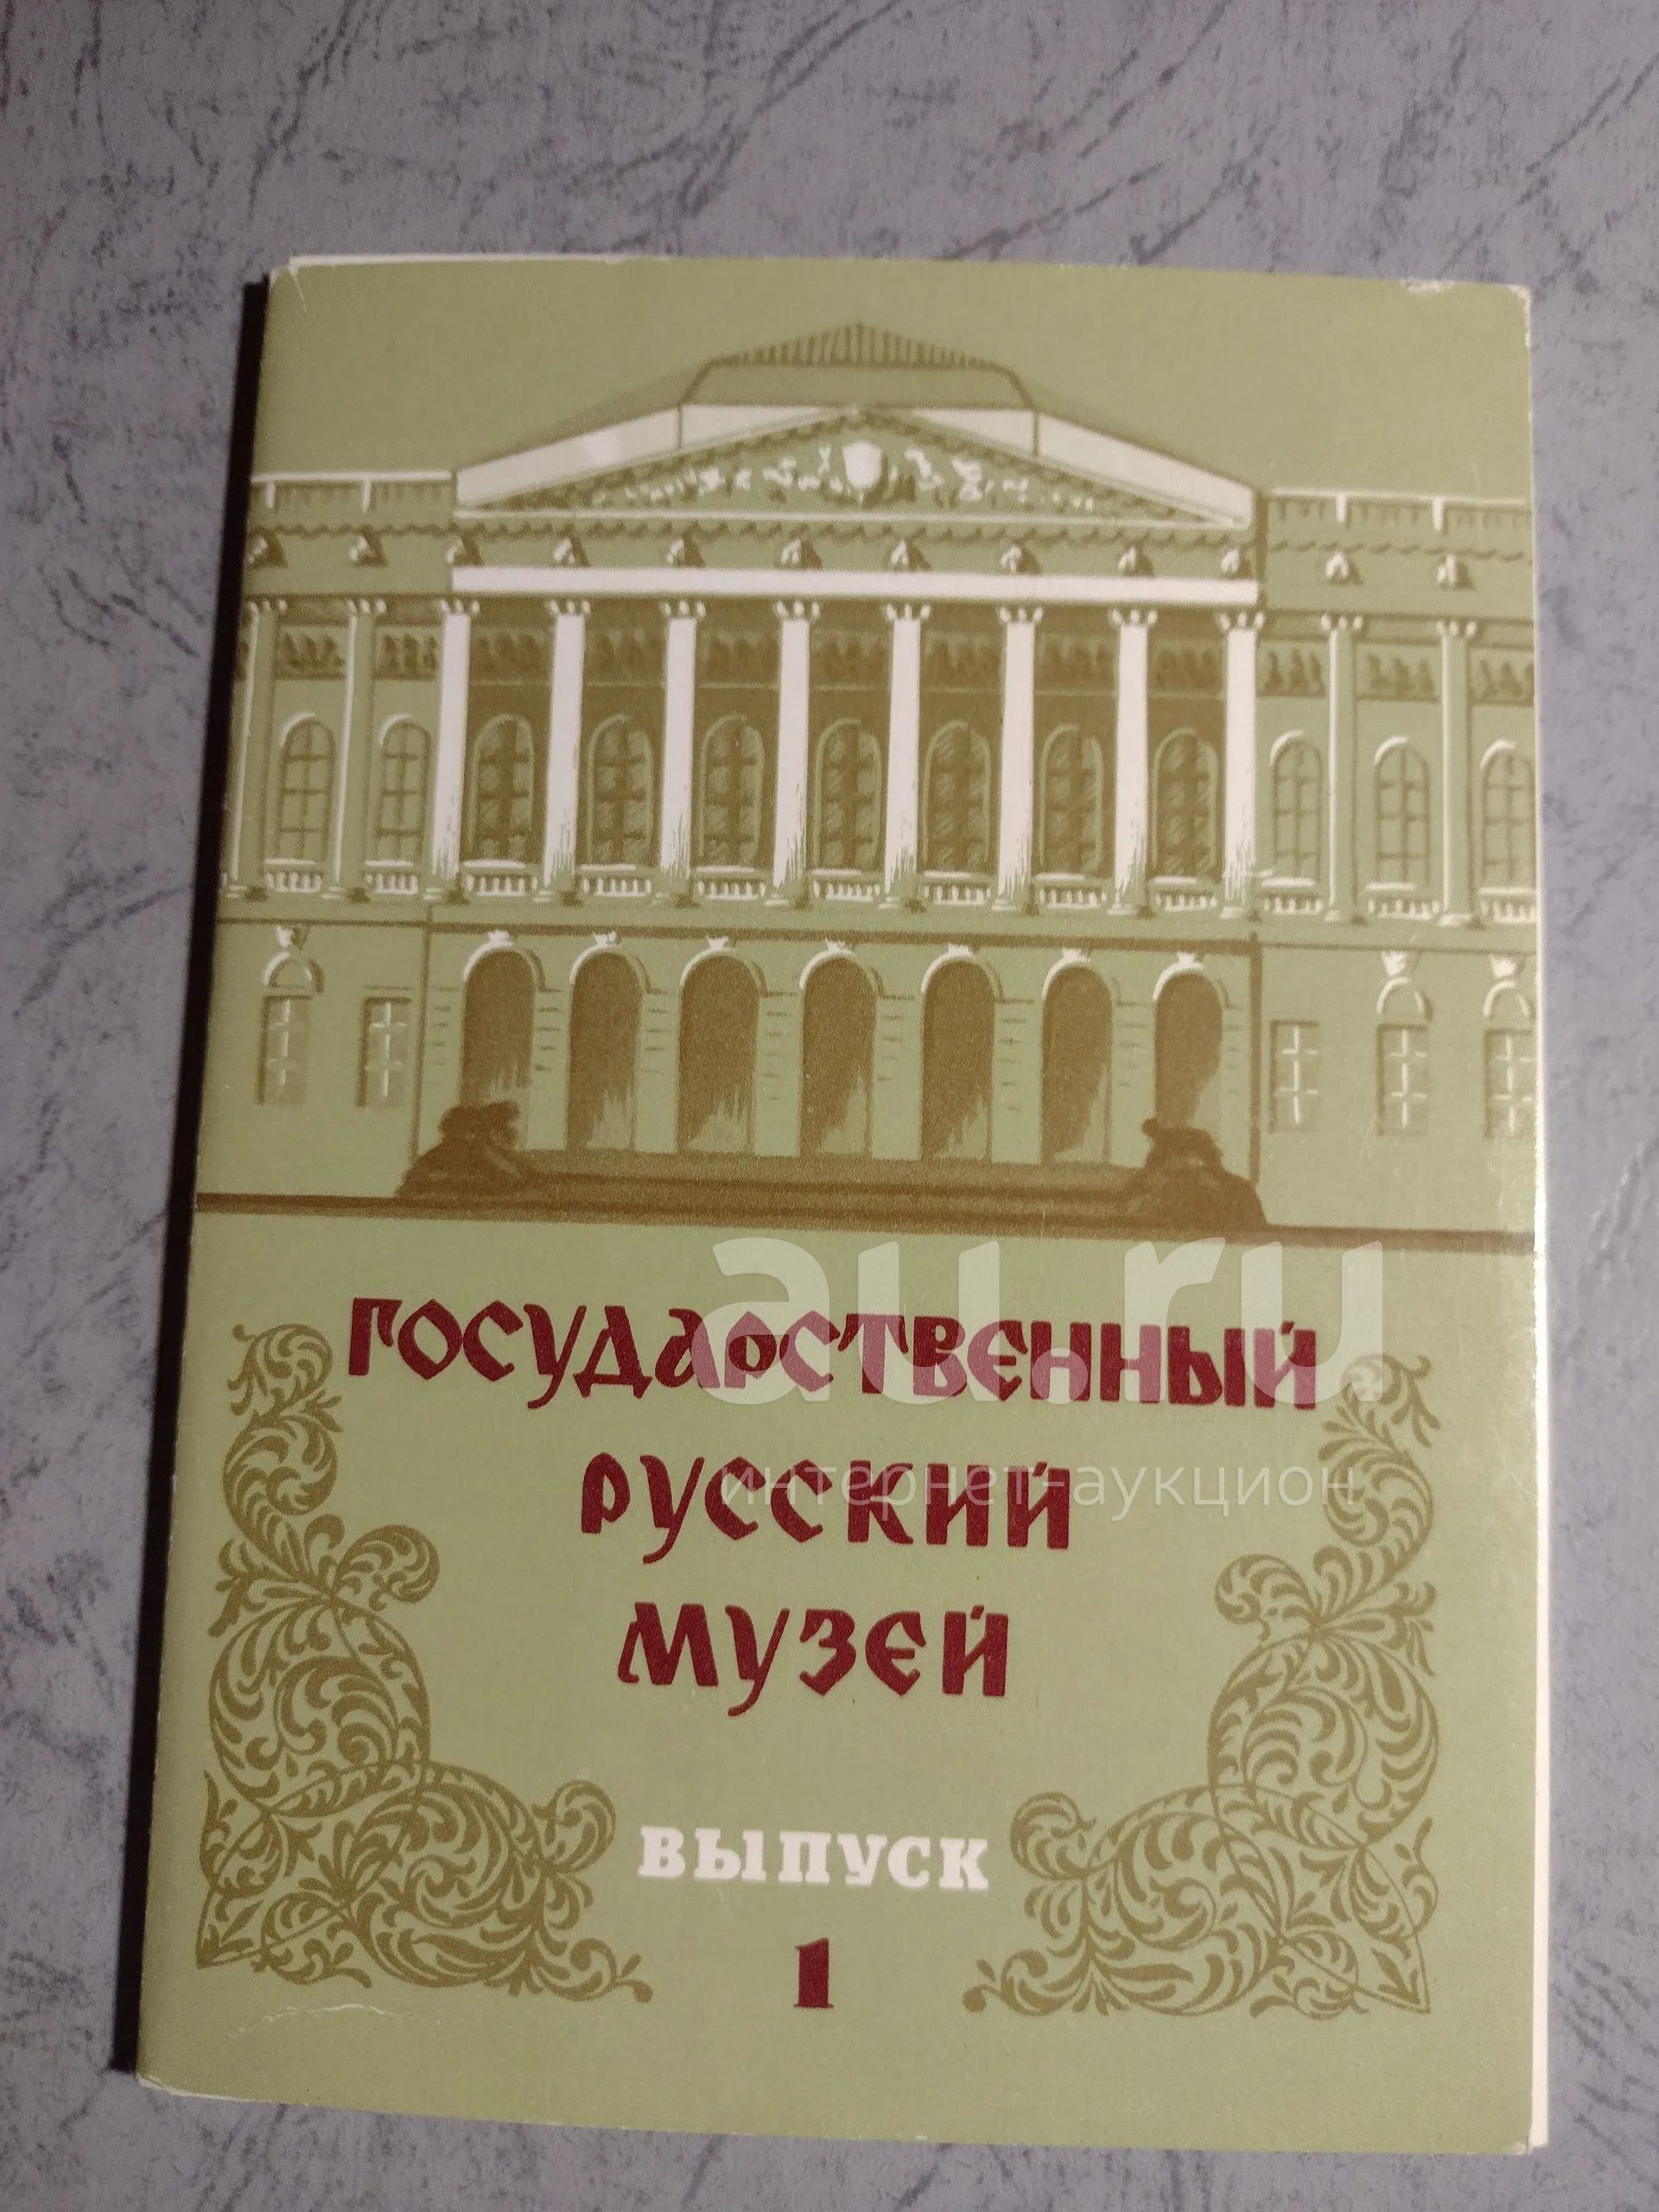 государственный
au.ru
русский
интернет-аукцион
музей
выпуск
1